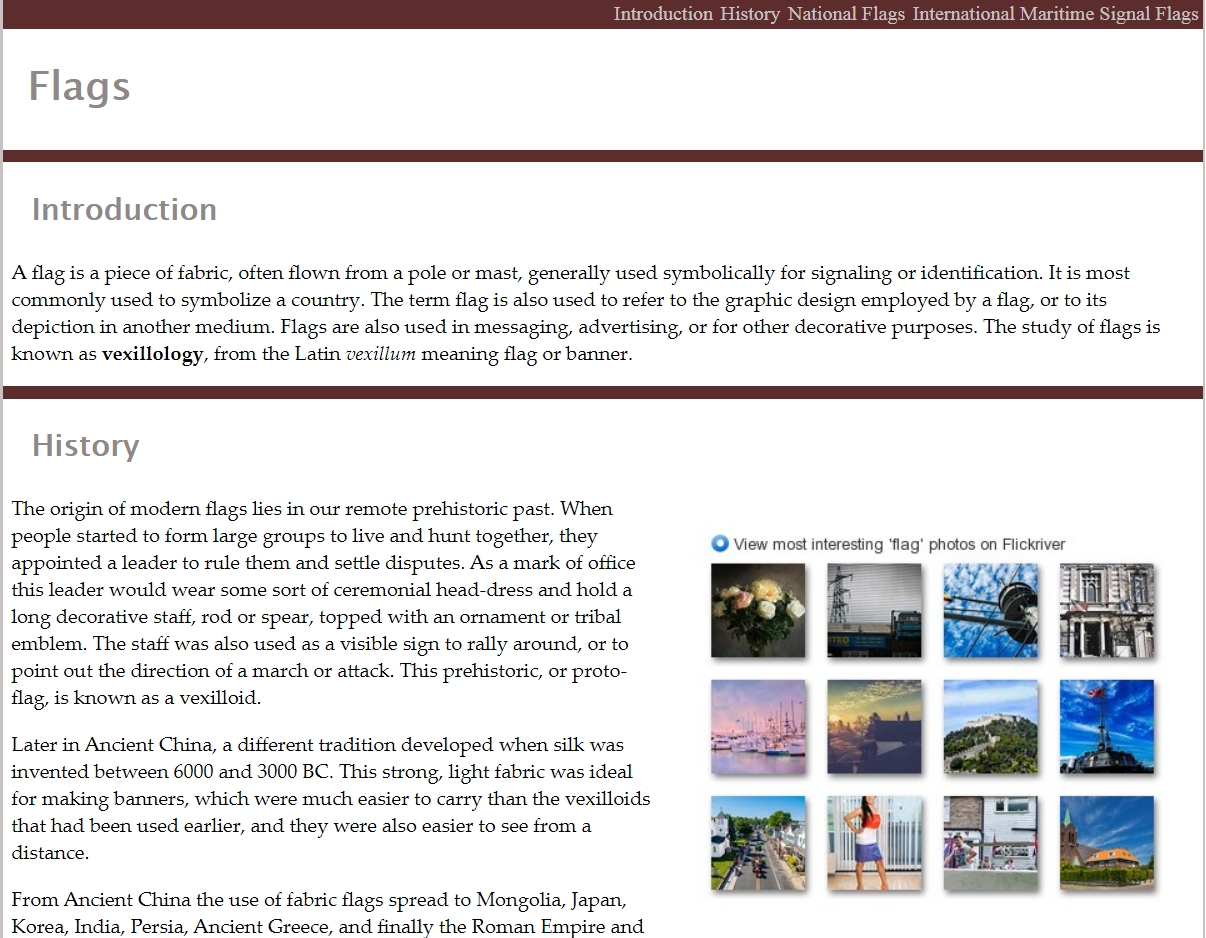 Introduction History National Flags International Maritime Signal Flags
Flags
Introduction
A flag is a piece of fabric, often flown from a pole or mast, generally used symbolically for signaling or identification. It is most
commonly used to symbolize a country. The term flag is also used to refer to the graphic design employed by a flag, or to its
depiction in another medium. Flags are also used in messaging, advertising, or for other decorative purposes. The study of flags is
known as vexillology, from the Latin vexillum meaning flag or banner.
History
The origin of modern flags lies in our remote prehistoric past. When
people started to form large groups to live and hunt together, they
appointed a leader to rule them and settle disputes. As a mark of office
this leader would wear some sort of ceremonial head-dress and hold a
long decorative staff, rod or spear, topped with an ornament or tribal
emblem. The staff was also used as a visible sign to rally around, or to
point out the direction of a march or attack. This prehistoric, or proto-
flag, is known as a vexilloid.
Later in Ancient China, a different tradition developed when silk was
invented between 6000 and 3000 BC. This strong, light fabric was ideal
for making banners, which were much easier to carry than the vexilloids
that had been used earlier, and they were also easier to see from a
distance.
From Ancient China the use of fabric flags spread to Mongolia, Japan,
Korea, India, Persia, Ancient Greece, and finally the Roman Empire and
View most interesting 'flag' photos on Flickriver